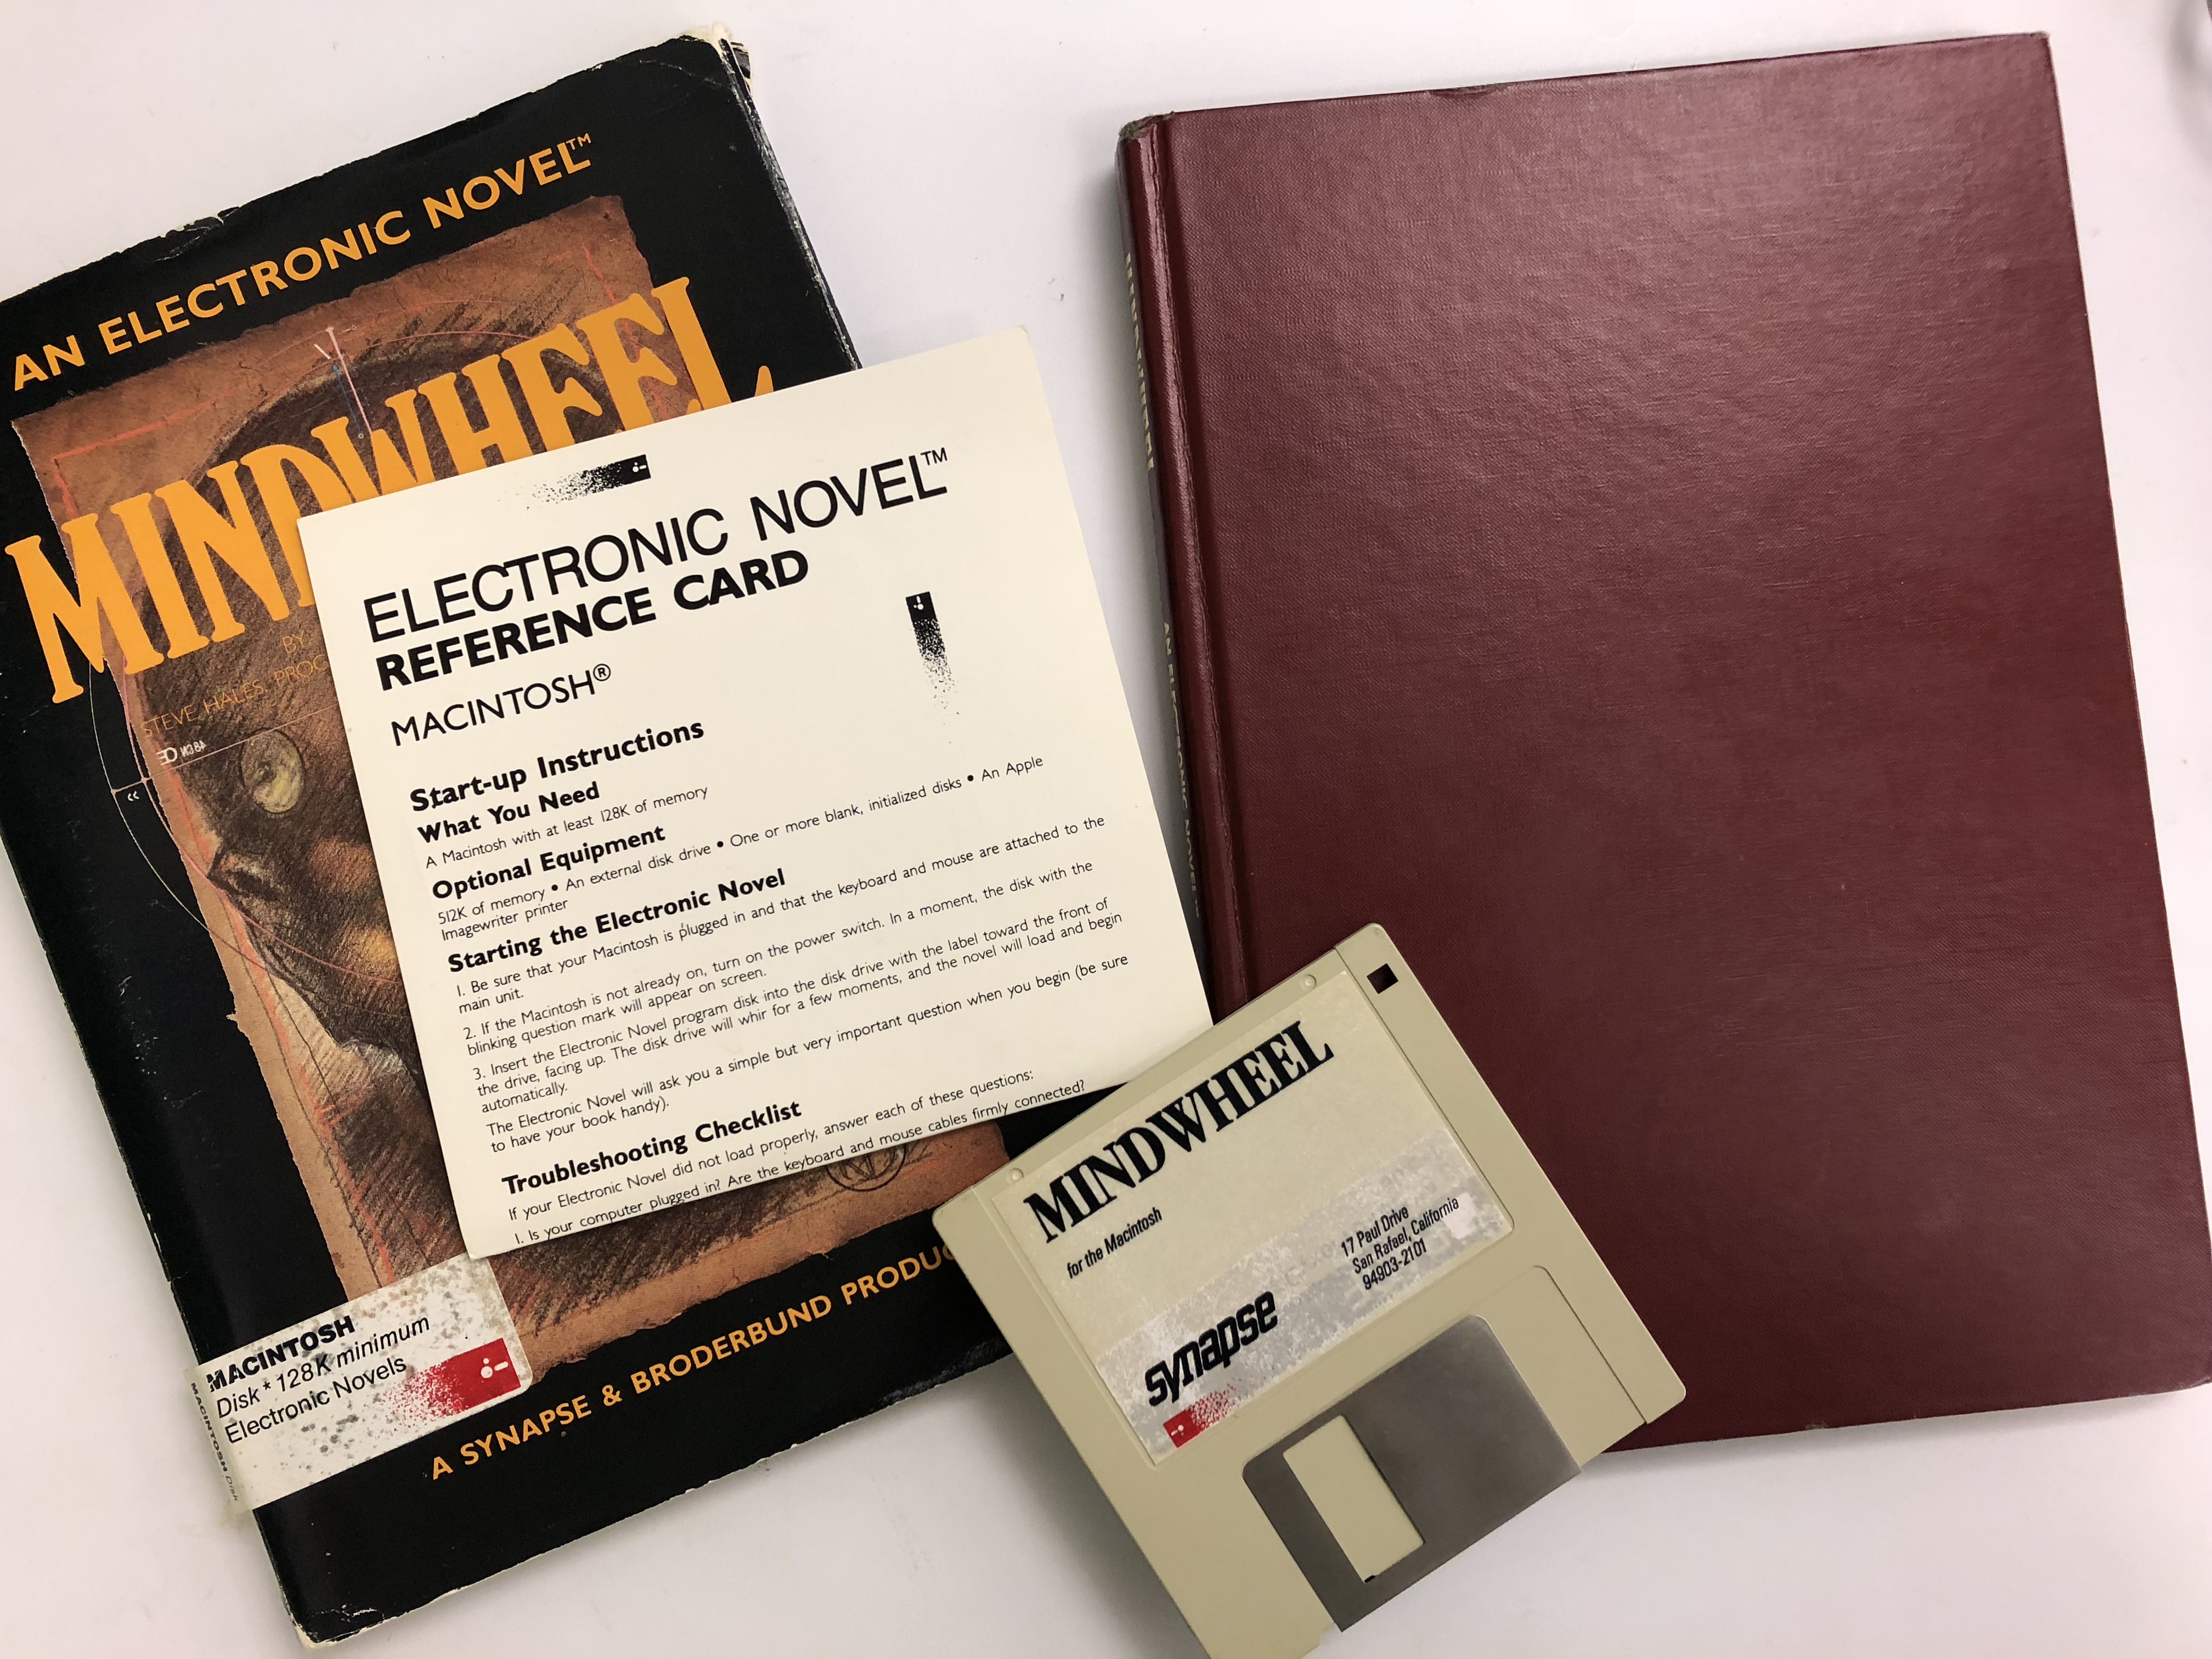 AN ELECTRONIC NOVEL™
MINDWHEEL
BY
STEVE HALES,
MACINTOSH
Disk * 128K minimum
Electronic Novels
MACINTOSH Disk
A SYNAPSE & BRODERBUND
ELECTRONIC NOVEL™
REFERENCE CARD
MACINTOSH®
Start-up Instructions
What You Need
A Macintosh with at least 128K of memory
Optional Equipment
512K of memory • An external disk drive • One or more blank, initialized disks • An Apple
Imagewriter printer
Starting the Electronic Novel
1. Be sure that your Macintosh is plugged in and that the keyboard and mouse are attached to the
main unit.
2. If the Macintosh is not already on, turn on the power switch. In a moment, the disk with the
blinking question mark will appear on screen.
3. Insert the Electronic Novel program disk into the disk drive with the label toward the front of
the drive, facing up. The disk drive will whir for a few moments, and the novel will load and begin
automatically.
The Electronic Novel will ask you a simple but very important question when you begin (be sure
to have your book handy).
Troubleshooting Checklist
If your Electronic Novel did not load properly, answer each of these questions:
1. Is your computer plugged in? Are the keyboard and mouse cables firmly connected?
MINDWHEEL
for the Macintosh
synapse
17 Paul Drive
San Rafael, California
94903-2101
MINDWHEEL
AN ELECTRONIC NOVEL